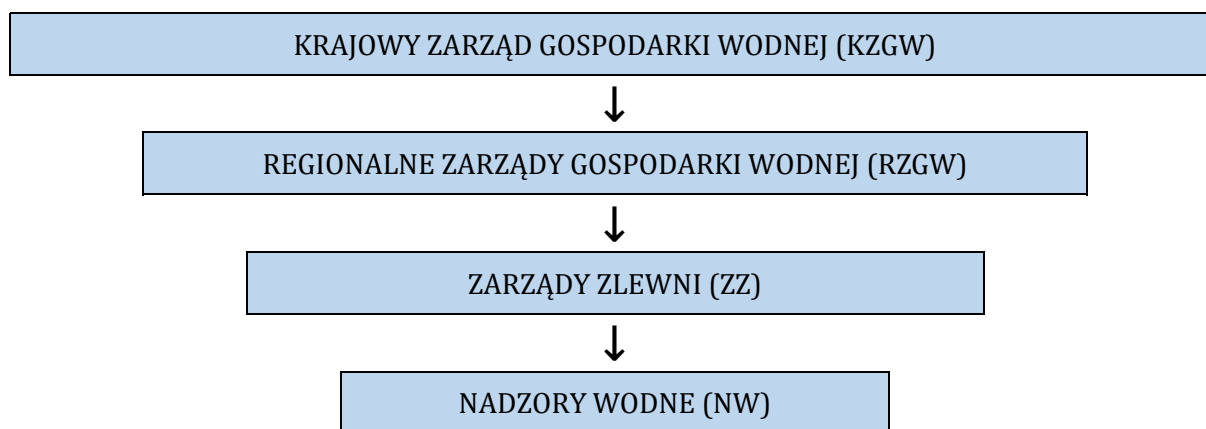 KRAJOWY ZARZĄD GOSPODARKI WODNEJ (KZGW)
REGIONALNE ZARZĄDY GOSPODARKI WODNEJ (RZGW)
ZARZĄDY ZLEWNI (ZZ)
NADZORY WODNE (NW)